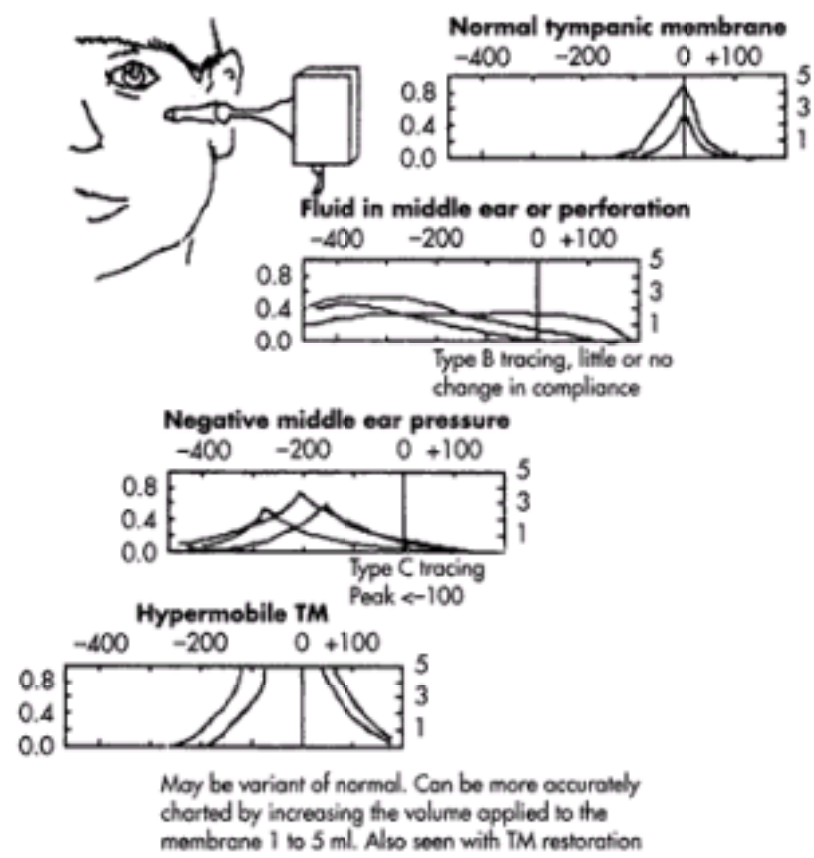 Normal tympanic membrane
−400 −200 0 +100
0.8
0.4
0.0
5
3
1
Fluid in middle ear or perforation
−400 −200 0 +100
0.8
0.4
0.0
5
3
1
Type B tracing, little or no
change in compliance
Negative middle ear pressure
−400 −200 0 +100
0.8
0.4
0.0
5
3
1
Type C tracing
Peak <−100
Hypermobile TM
−400 −200 0 +100
0.8
0.4
0.0
5
3
1
May be variant of normal. Can be more accurately
charted by increasing the volume applied to the
membrane 1 to 5 ml. Also seen with TM restoration